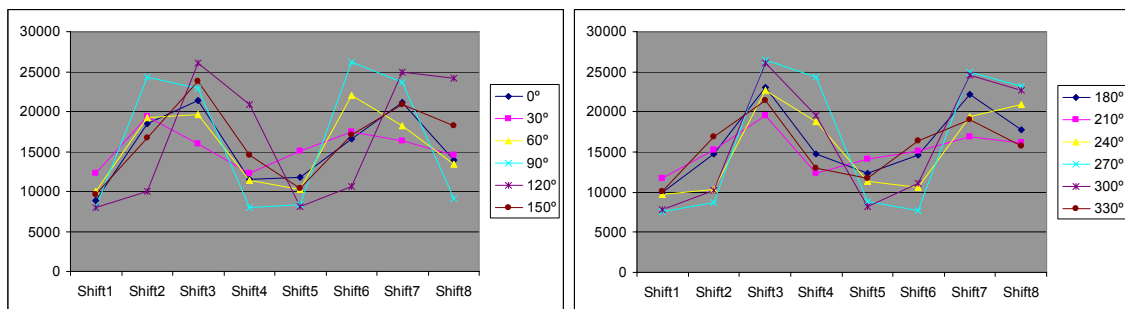 30000
25000
20000
15000
10000
5000
0
Shift1 Shift2 Shift3 Shift4 Shift5 Shift6 Shift7 Shift8
0º
30º
60º
90º
120º
150º
30000
25000
20000
15000
10000
5000
0
Shift1 Shift2 Shift3 Shift4 Shift5 Shift6 Shift7 Shift8
180º
210º
240º
270º
300º
330º